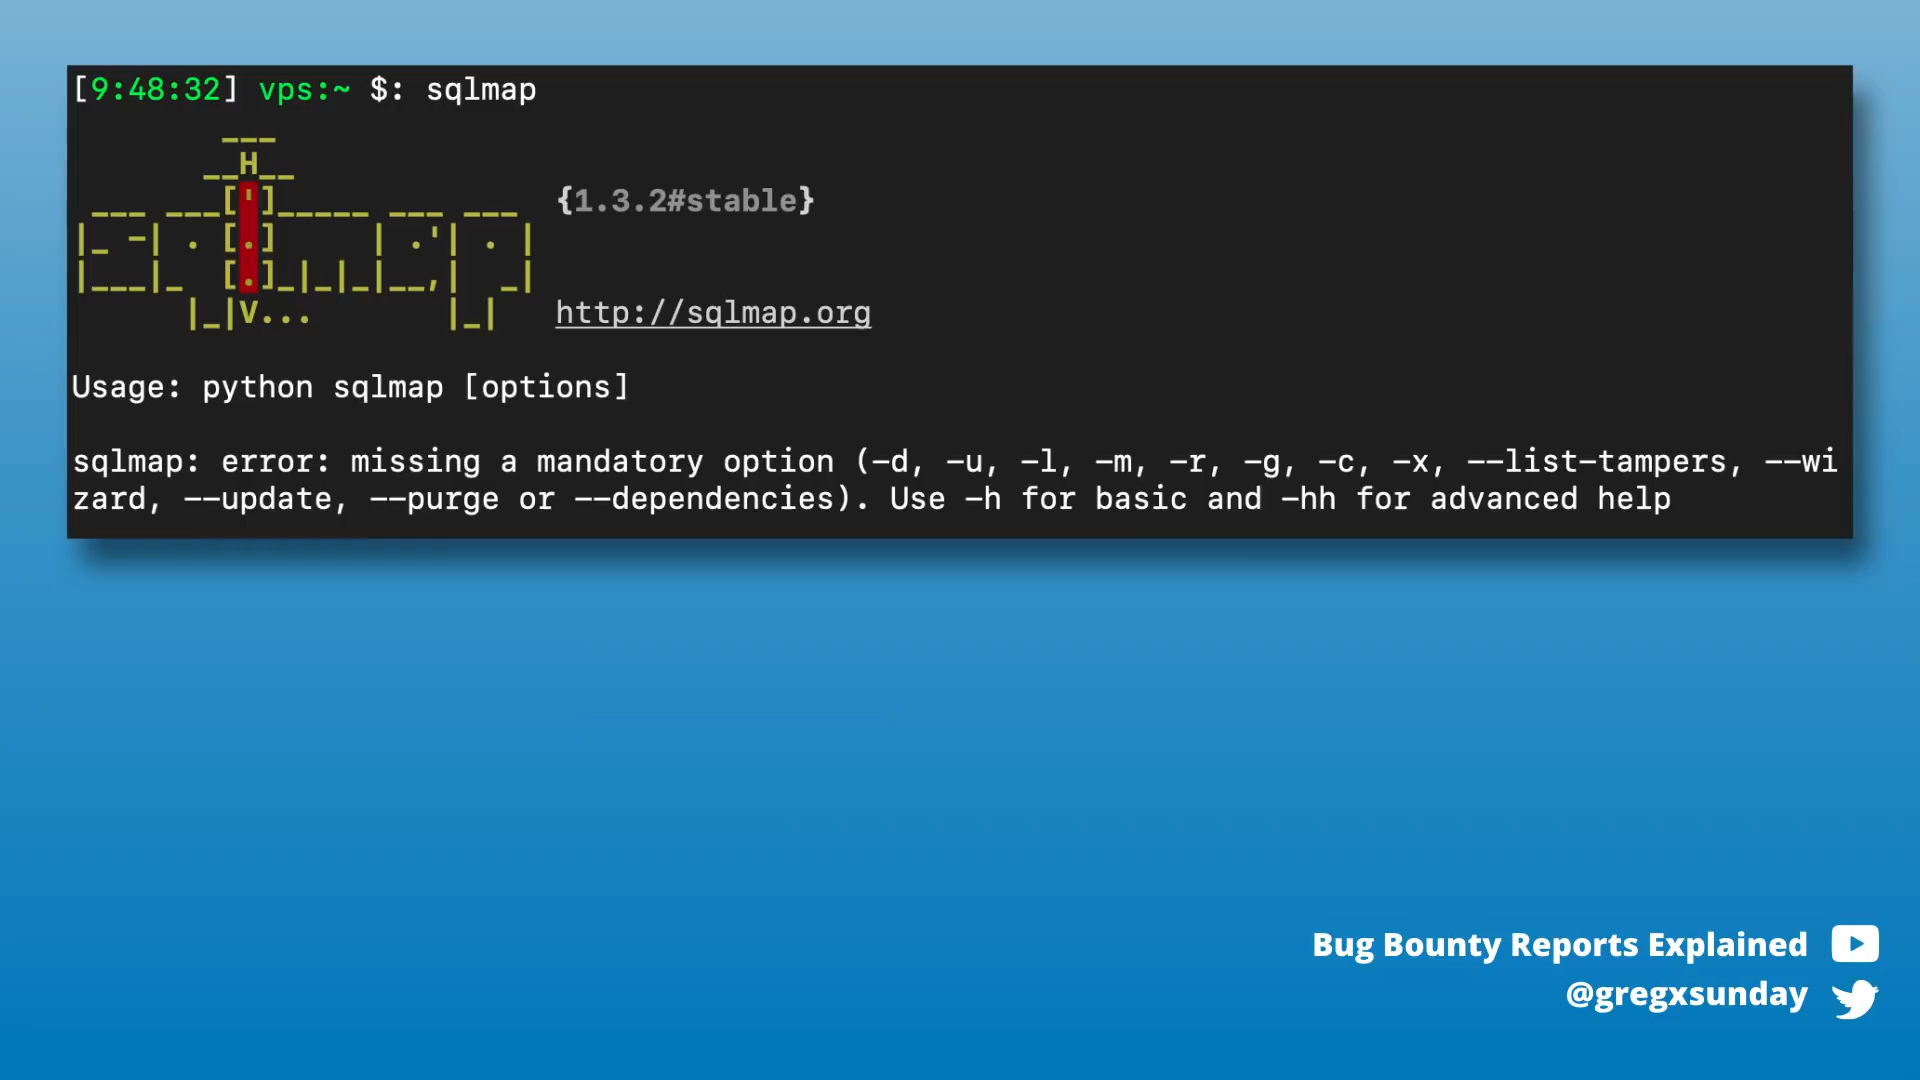 [9:48:32] vps:~ $: sqlmap
        ___
       __H__
 ___ ___[']_____ ___ ___  {1.3.2#stable}
|_ -| . [.]     | .'| . |
|___|_  [.]_|_|_|__,|  _|
      |_|V...       |_|   http://sqlmap.org
Usage: python sqlmap [options]
sqlmap: error: missing a mandatory option (-d, -u, -l, -m, -r, -g, -c, -x, --list-tampers, --wi
zard, --update, --purge or --dependencies). Use -h for basic and -hh for advanced help
Bug Bounty Reports Explained
@gregxsunday